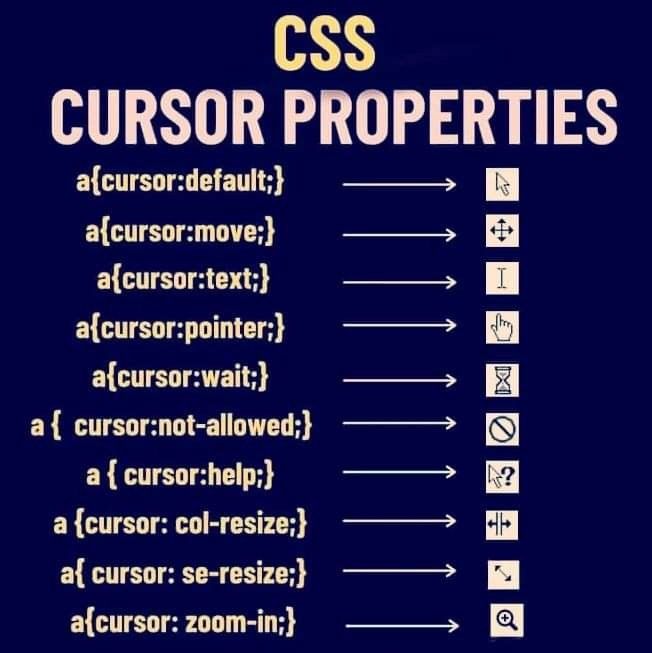 CSS
CURSOR PROPERTIES
a{cursor:default;}
a{cursor:move;}
a{cursor:text;}
a{cursor:pointer;}
a{cursor:wait;}
a { cursor:not-allowed;}
a { cursor:help;}
a {cursor: col-resize;}
a{ cursor: se-resize;}
a{cursor: zoom-in;}